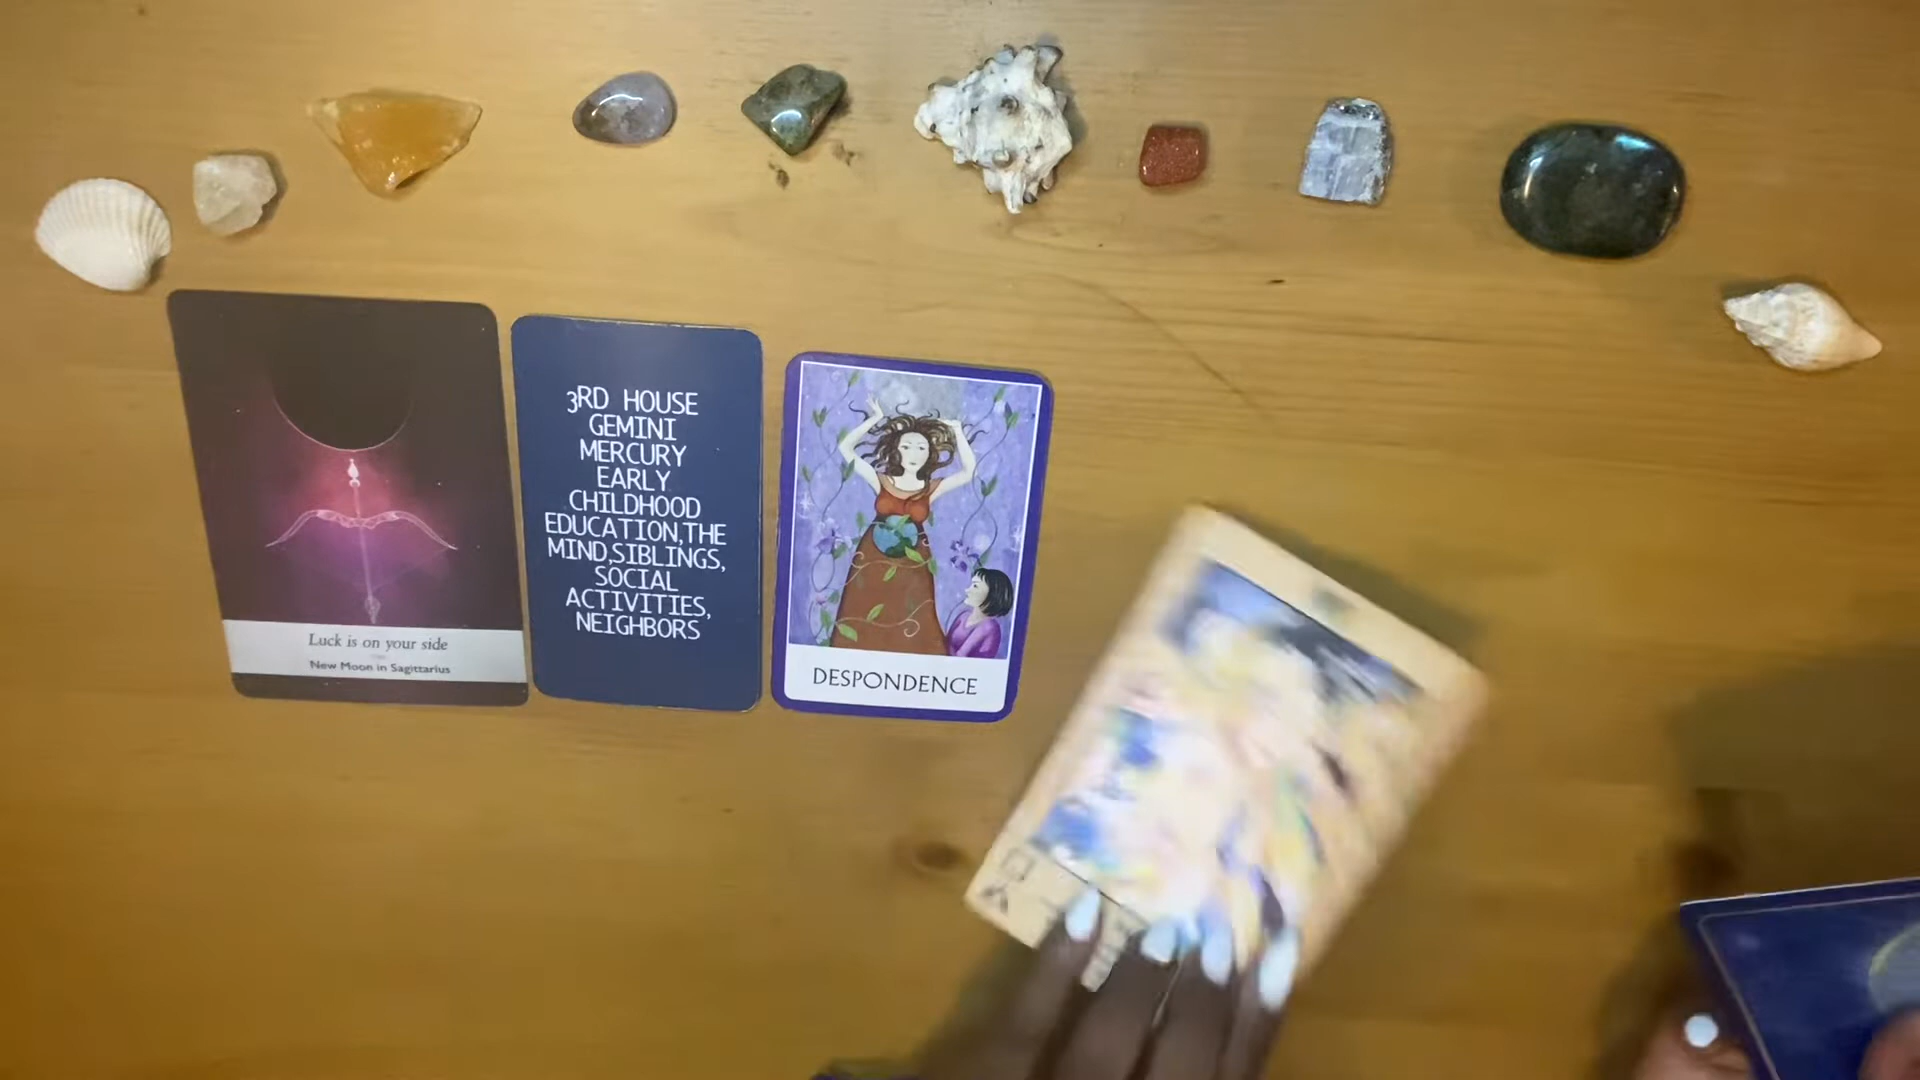 Luck is on your side
New Moon in Sagittarius
3RD HOUSE
GEMINI
MERCURY
EARLY
CHILDHOOD
EDUCATION,THE
MIND,SIBLINGS,
SOCIAL
ACTIVITIES,
NEIGHBORS
DESPONDENCE